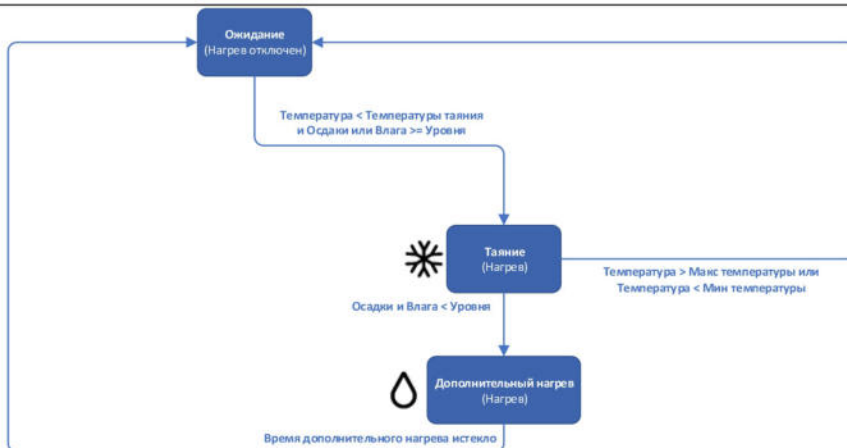 Ожидание
(Нагрев отключен)
Температура < Температуры таяния
и Осдаки или Влага >= Уровня
Таяние
(Нагрев)
Температура > Макс температуры или
Температура < Мин температуры
Осадки и Влага < Уровня
Дополнительный нагрев
(Нагрев)
Время дополнительного нагрева истекло